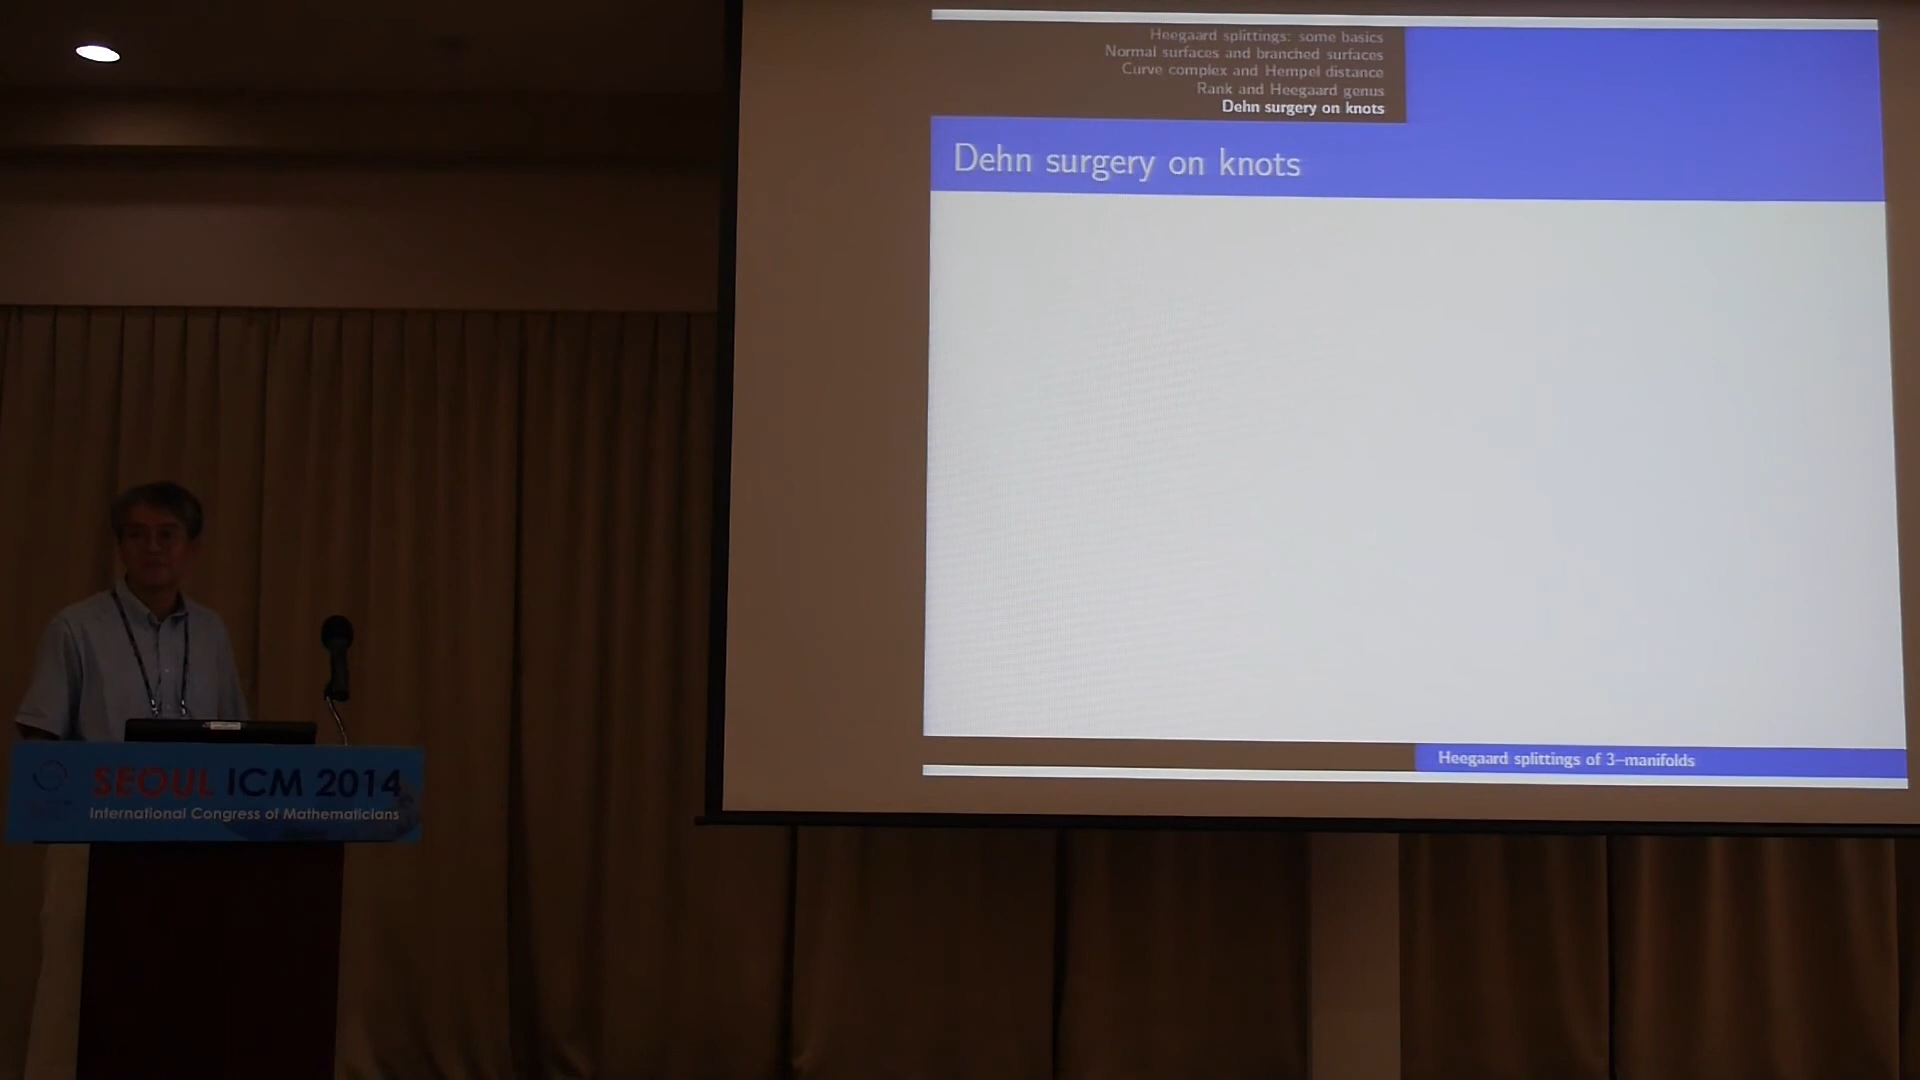 Heegaard splittings: some basics
Normal surfaces and branched surfaces
Curve complex and Hempel distance
Rank and Heegaard genus
Dehn surgery on knots
Dehn surgery on knots
Heegaard splittings of 3–manifolds
SEOUL ICM 2014
International Congress of Mathematicians